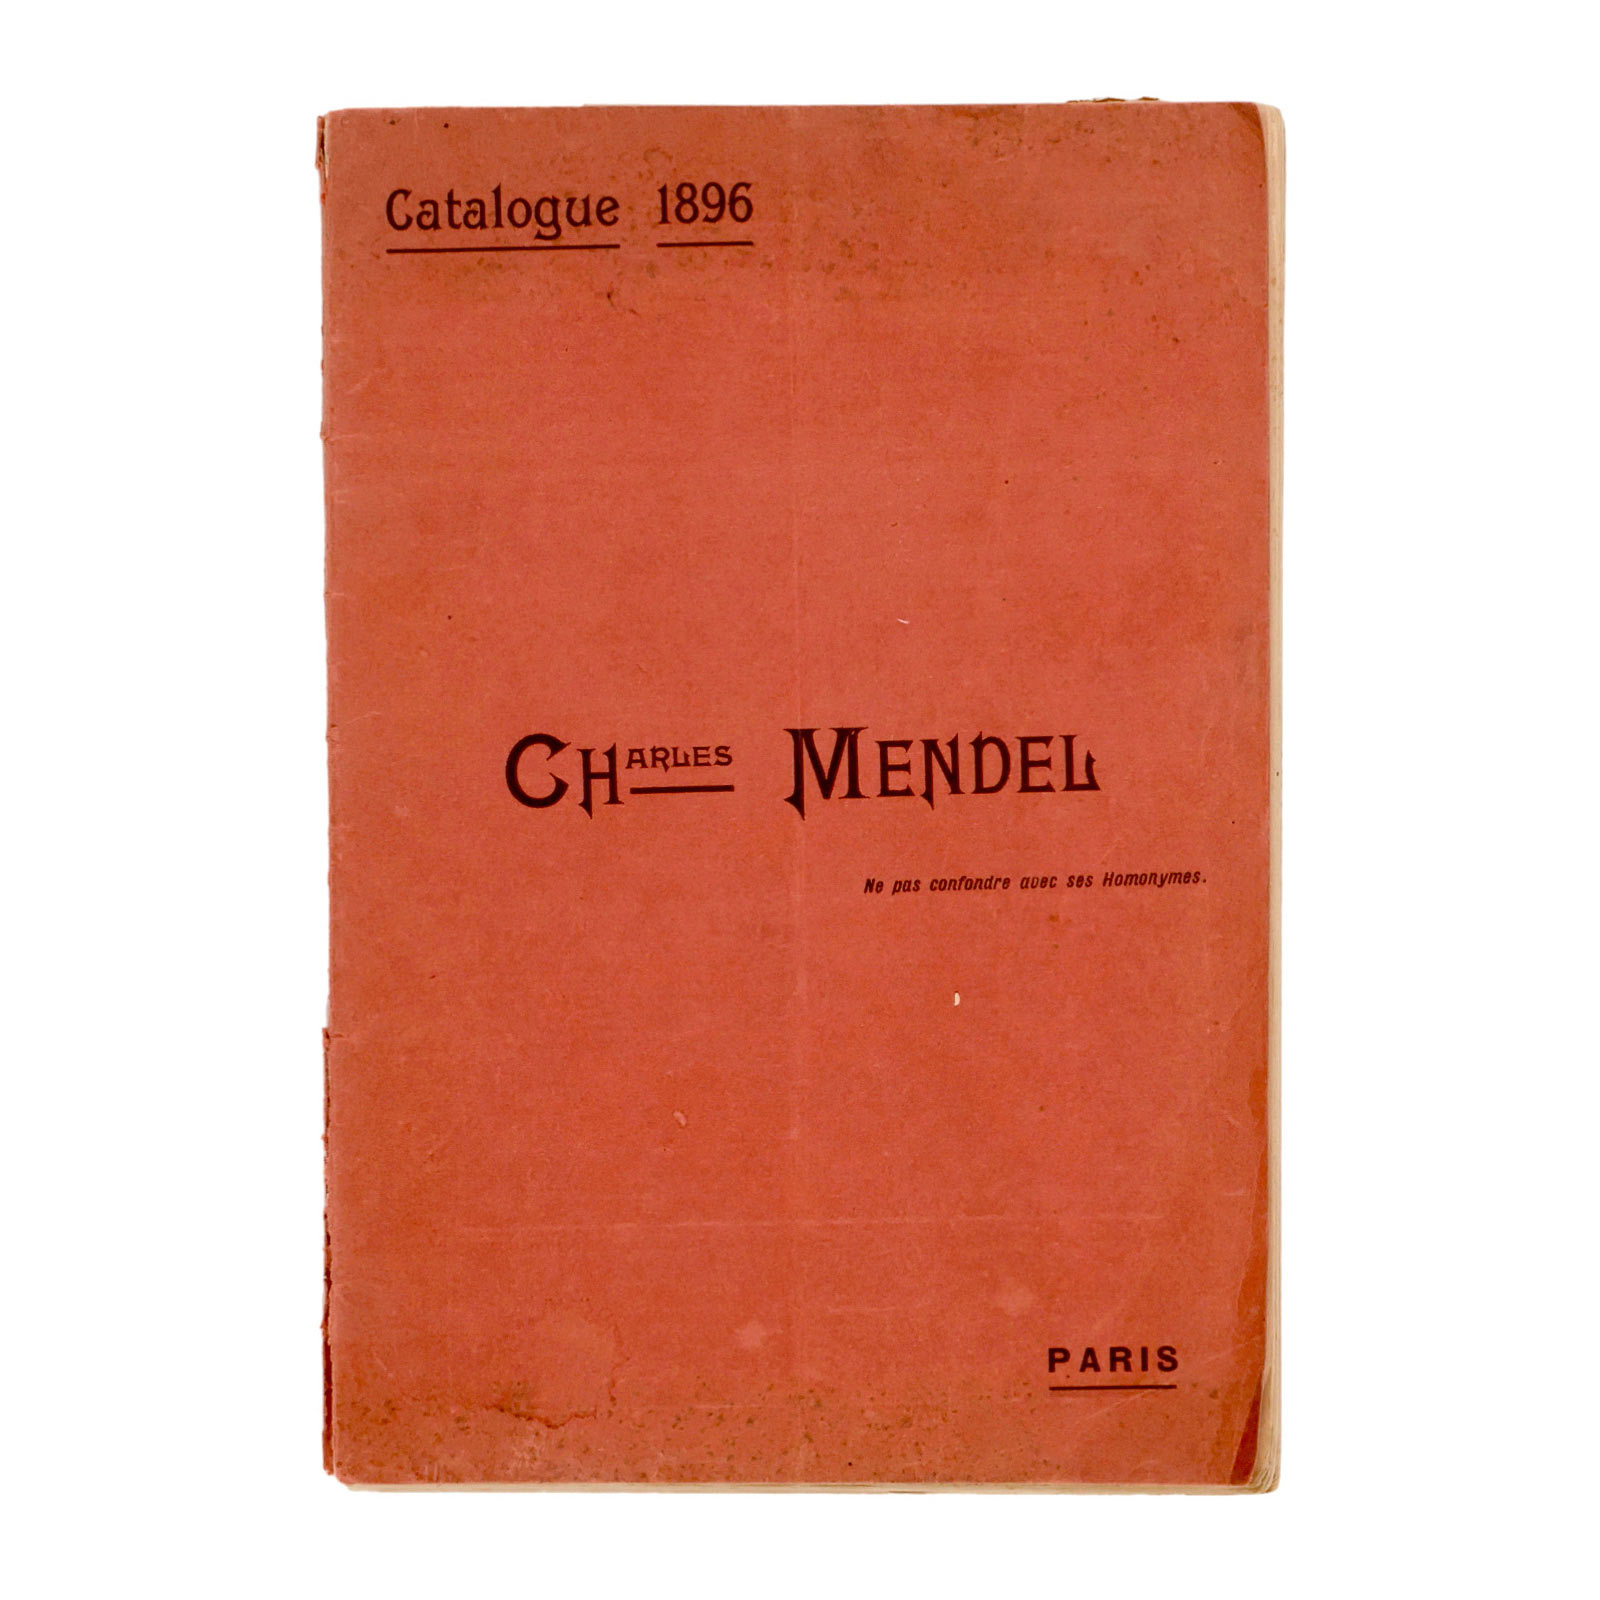 Catalogue 1896
CHARLES MENDEL
Ne pas confondre avec ses Homonymes.
PARIS